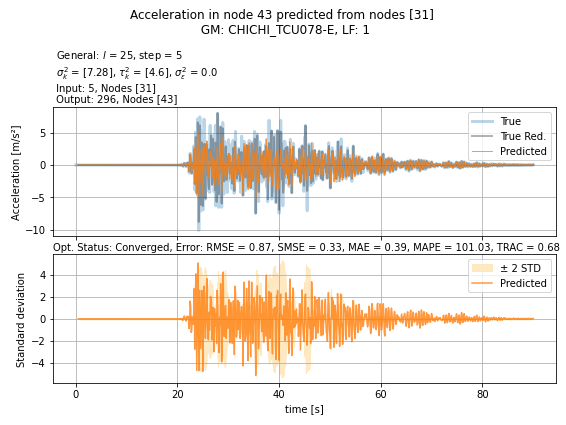 Acceleration in node 43 predicted from nodes [31]
GM: CHICHI_TCU078-E, LF: 1
General: l = 25, step = 5
σ²ₖ = [7.28], τ²ₖ = [4.6], σ²ε = 0.0
Input: 5, Nodes [31]
Output: 296, Nodes [43]
Acceleration [m/s²]
5
0
−5
−10
True
True Red.
Predicted
Opt. Status: Converged, Error: RMSE = 0.87, SMSE = 0.33, MAE = 0.39, MAPE = 101.03, TRAC = 0.68
Standard deviation
4
2
0
−2
−4
± 2 STD
Predicted
0 20 40 60 80
time [s]